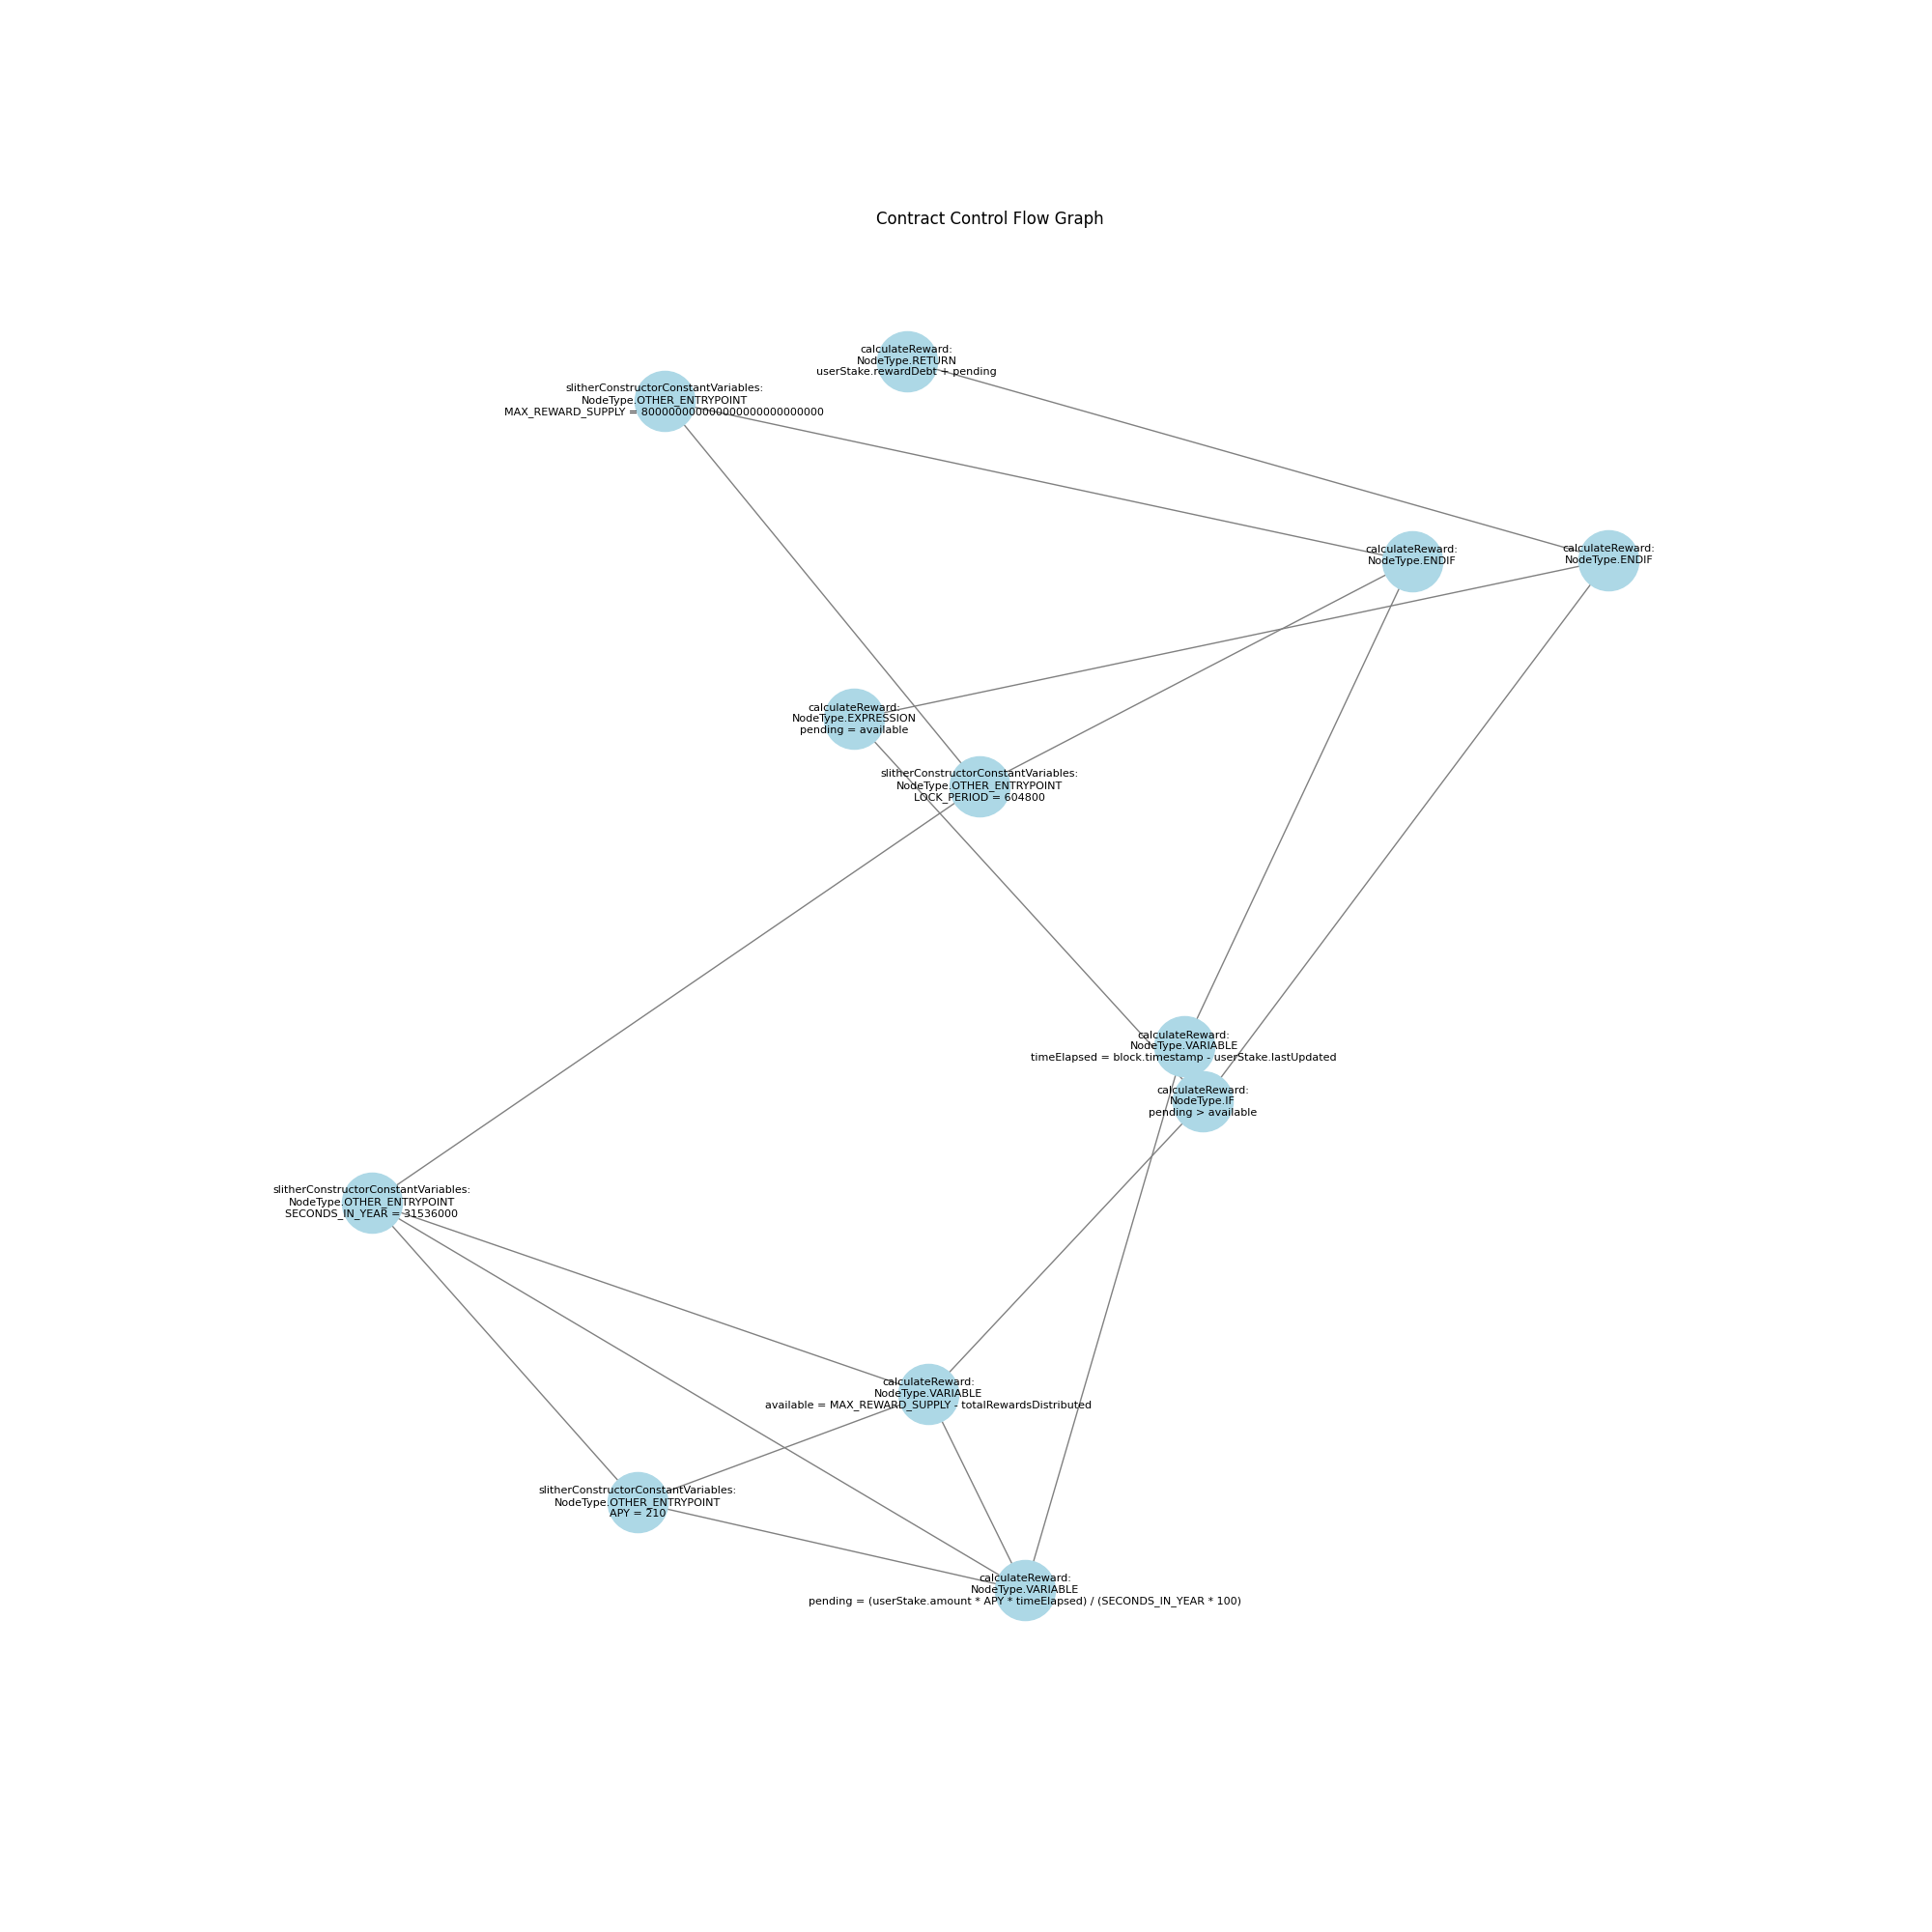 Contract Control Flow Graph
calculateReward:
NodeType.RETURN
userStake.rewardDebt + pending
slitherConstructorConstantVariables:
NodeType.OTHER_ENTRYPOINT
MAX_REWARD_SUPPLY = 8000000000000000000000000
calculateReward:
NodeType.ENDIF
calculateReward:
NodeType.ENDIF
calculateReward:
NodeType.EXPRESSION
pending = available
slitherConstructorConstantVariables:
NodeType.OTHER_ENTRYPOINT
LOCK_PERIOD = 604800
calculateReward:
NodeType.VARIABLE
timeElapsed = block.timestamp - userStake.lastUpdated
calculateReward:
NodeType.IF
pending > available
slitherConstructorConstantVariables:
NodeType.OTHER_ENTRYPOINT
SECONDS_IN_YEAR = 31536000
calculateReward:
NodeType.VARIABLE
available = MAX_REWARD_SUPPLY - totalRewardsDistributed
slitherConstructorConstantVariables:
NodeType.OTHER_ENTRYPOINT
APY = 210
calculateReward:
NodeType.VARIABLE
pending = (userStake.amount * APY * timeElapsed) / (SECONDS_IN_YEAR * 100)